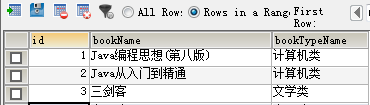 All Row: Rows in a Range First Row:
id bookName bookTypeName
1 Java编程思想(第八版) 计算机类
2 Java从入门到精通 计算机类
3 三剑客 文学类